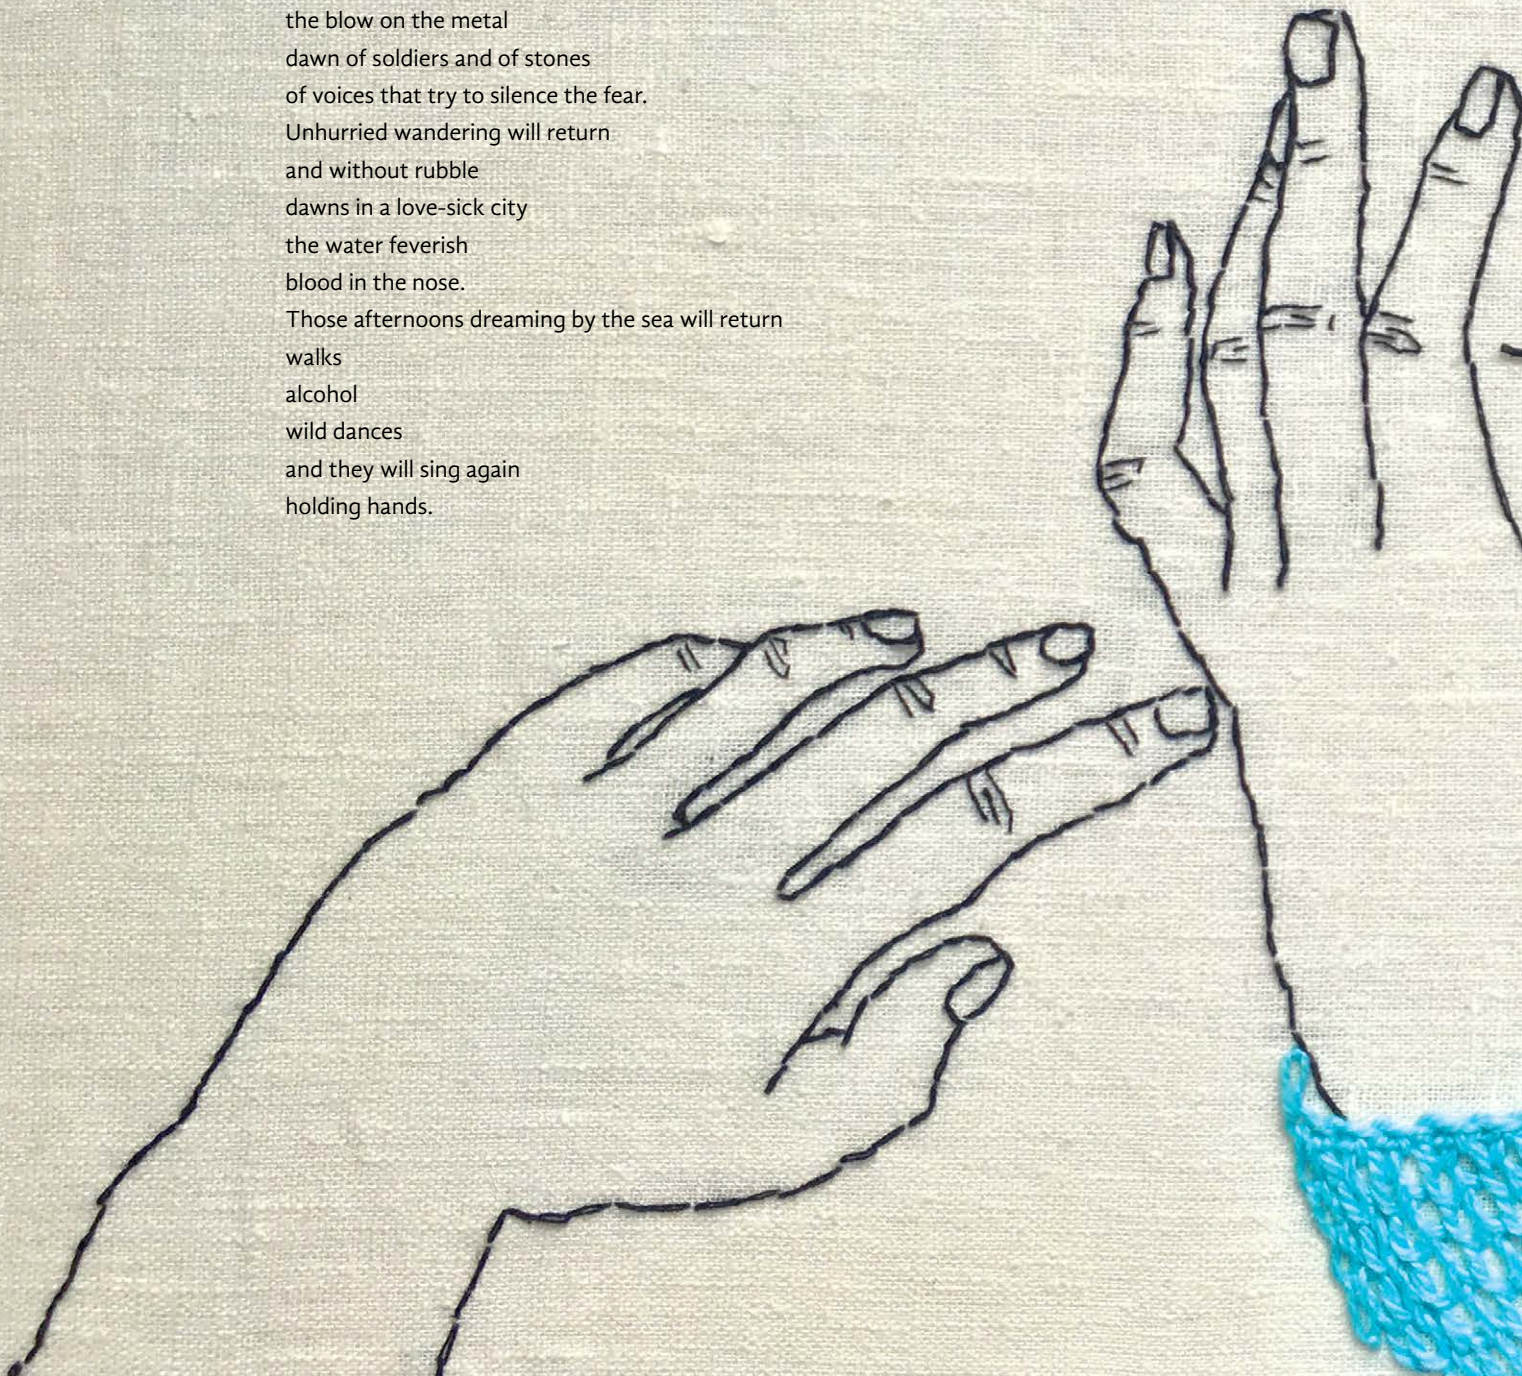 the blow on the metal
dawn of soldiers and of stones
of voices that try to silence the fear.
Unhurried wandering will return
and without rubble
dawns in a love-sick city
the water feverish
blood in the nose.
Those afternoons dreaming by the sea will return
walks
alcohol
wild dances
and they will sing again
holding hands.